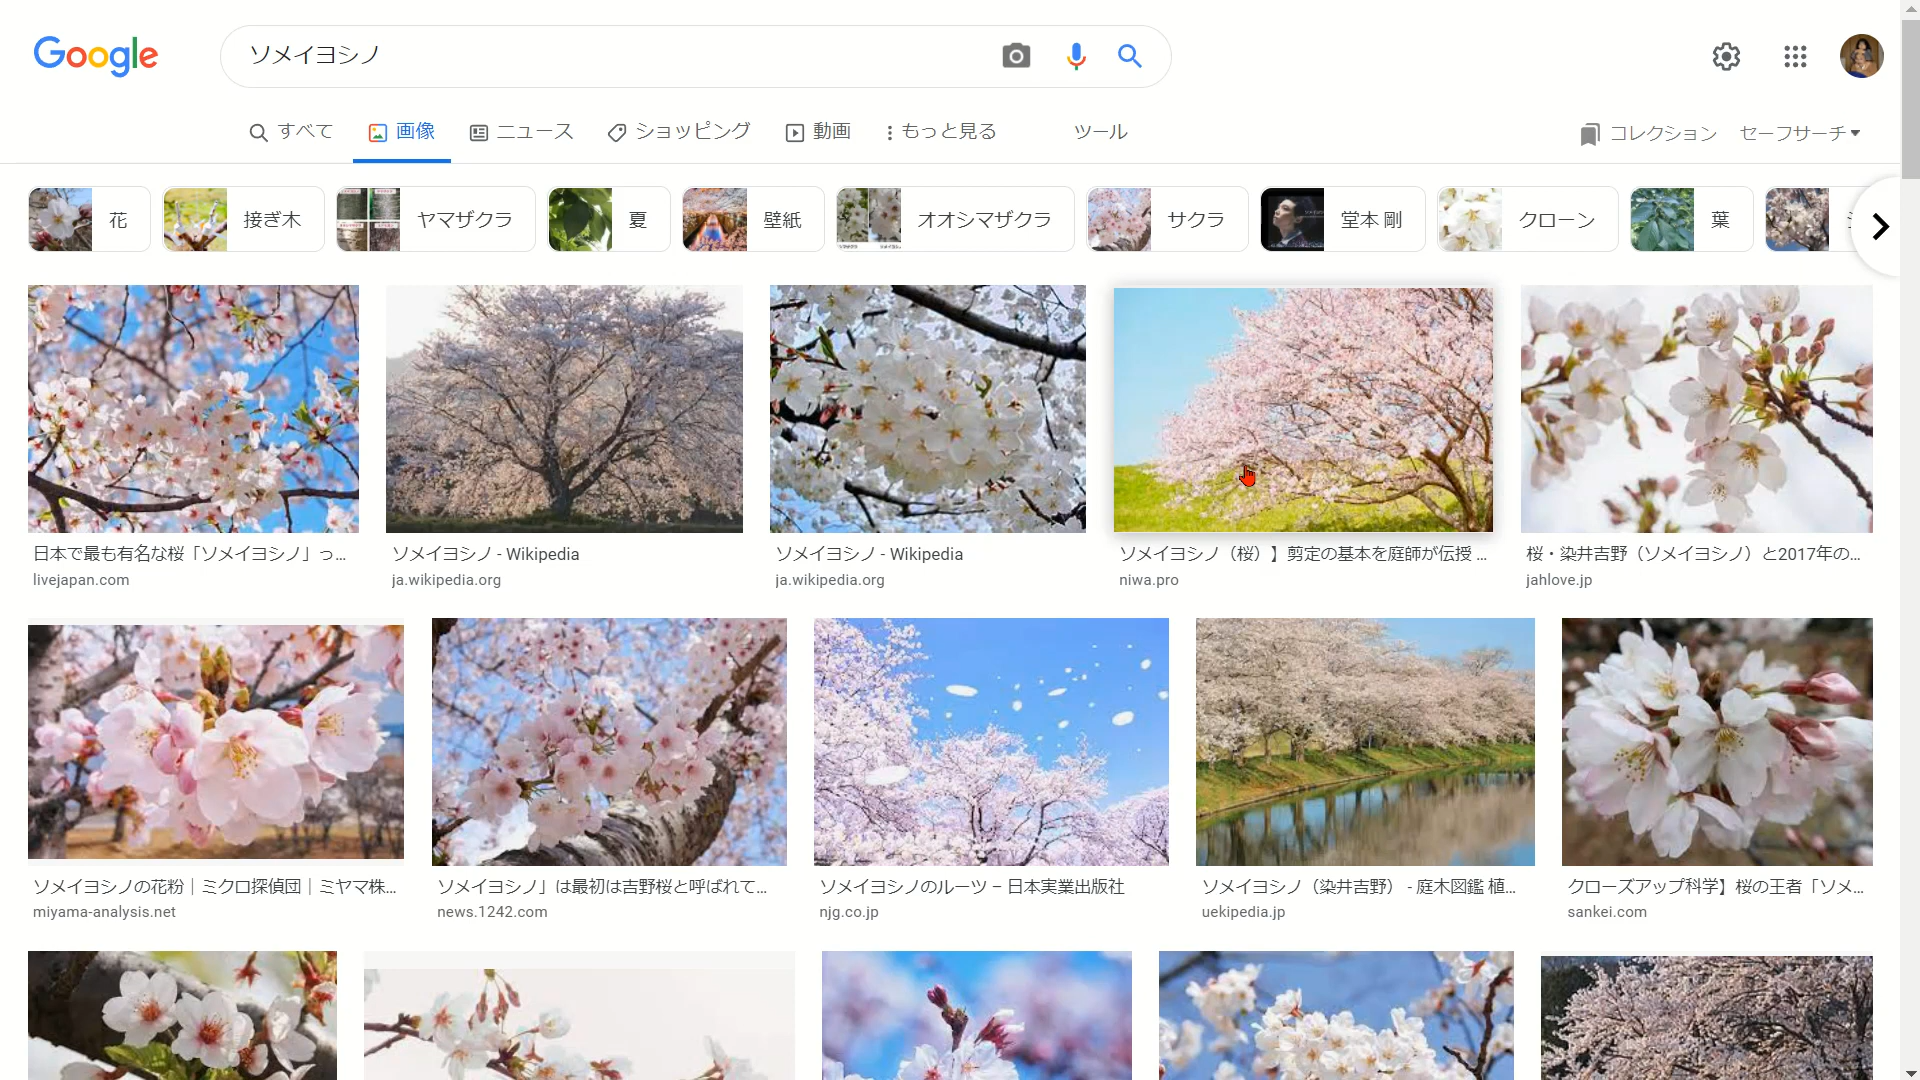 Google
ソメイヨシノ
すべて
画像
ニュース
ショッピング
動画
もっと見る
ツール
コレクション
セーフサーチ
花
接ぎ木
ヤマザクラ
夏
壁紙
オオシマザクラ
サクラ
堂本 剛
クローン
葉
日本で最も有名な桜「ソメイヨシノ」っ...
livejapan.com
ソメイヨシノ - Wikipedia
ja.wikipedia.org
ソメイヨシノ - Wikipedia
ja.wikipedia.org
ソメイヨシノ（桜）】剪定の基本を庭師が伝授 ...
niwa.pro
桜・染井吉野（ソメイヨシノ）と2017年の...
jahlove.jp
ソメイヨシノの花粉｜ミクロ探偵団｜ミヤマ株...
miyama-analysis.net
ソメイヨシノ」は最初は吉野桜と呼ばれて...
news.1242.com
ソメイヨシノのルーツ – 日本実業出版社
njg.co.jp
ソメイヨシノ（染井吉野） - 庭木図鑑 植...
uekipedia.jp
クローズアップ科学】桜の王者「ソメ...
sankei.com